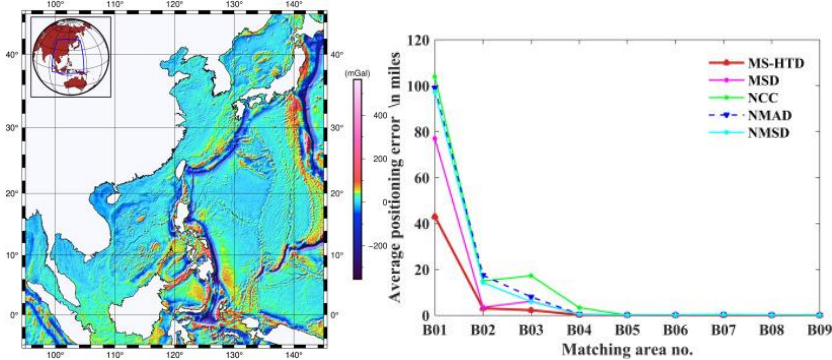 100° 110° 120° 130° 140°
40° 40°
30° 30°
20° 20°
10° 10°
0° 0°
100° 110° 120° 130° 140°
(mGal)
400
200
0
−200
Average positioning error \n miles
120
100
80
60
40
20
0
B01 B02 B03 B04 B05 B06 B07 B08 B09
Matching area no.
MS-HTD
MSD
NCC
NMAD
NMSD